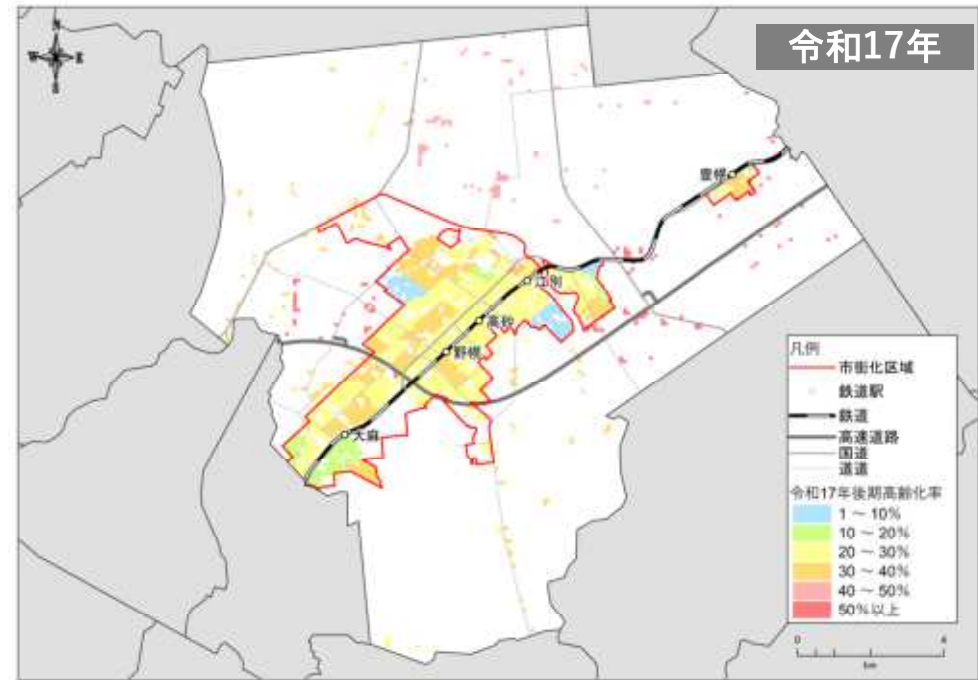 令和17年
N
W
E
S
豊幌
江別
高砂
野幌
大麻
凡例
市街化区域
鉄道駅
鉄道
高速道路
国道
道道
令和17年後期高齢化率
1 ～ 10%
10 ～ 20%
20 ～ 30%
30 ～ 40%
40 ～ 50%
50%以上
0 4
km